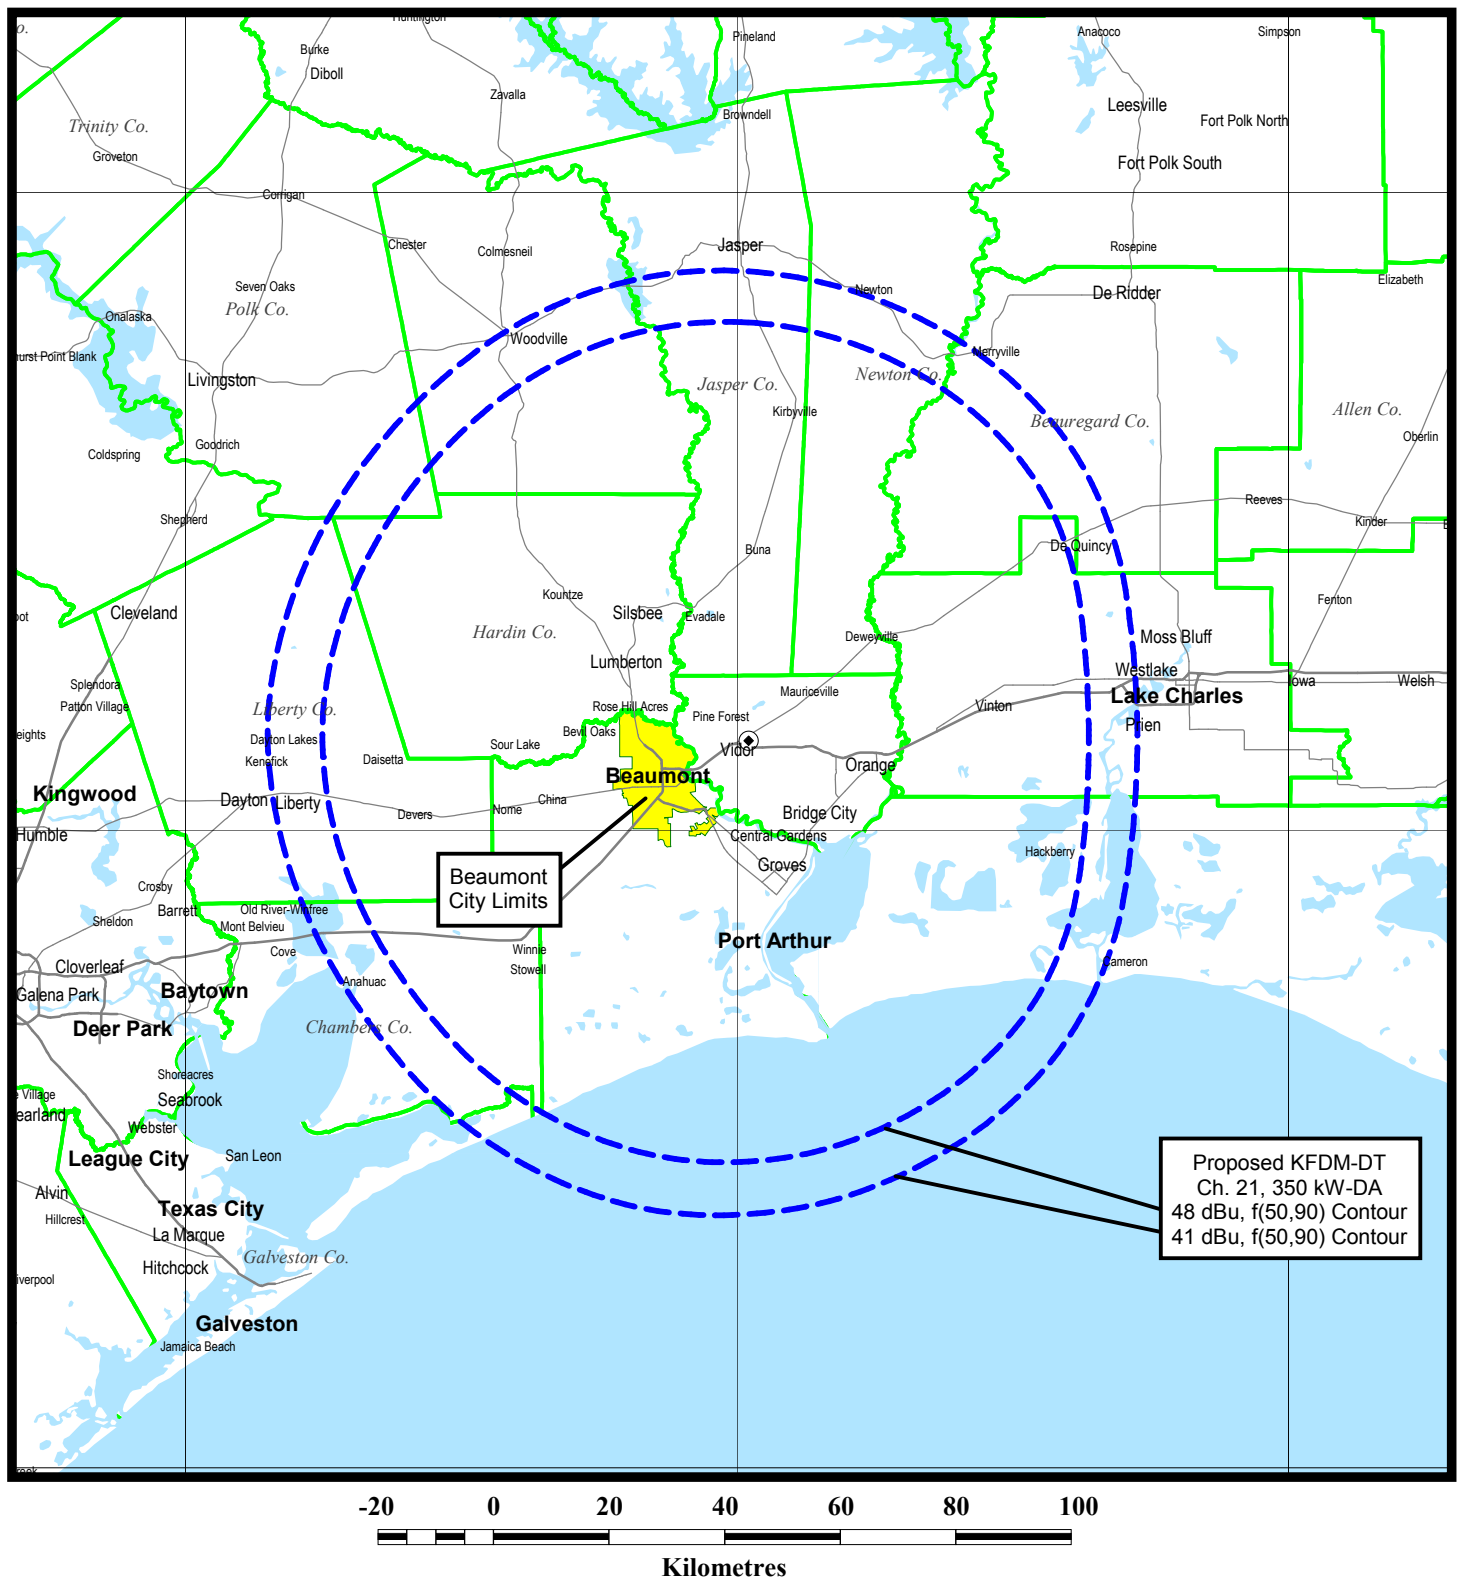 o.
Huntington
Pineland
Anacoco
Simpson
Burke
Diboll
Zavalla
Browndell
Leesville
Fort Polk North
Trinity Co.
Groveton
Fort Polk South
Corrigan
Chester
Colmesneil
Jasper
Rosepine
Seven Oaks
Newton
De Ridder
Elizabeth
Polk Co.
Onalaska
Woodville
hurst Point Blank
Merryville
Livingston
Jasper Co.
Newton Co.
Kirbyville
Beauregard Co.
Allen Co.
Oberlin
Goodrich
Coldspring
Reeves
Shepherd
Kinder
Buna
De Quincy
Kountze
Fenton
Cleveland
Silsbee
Evadale
Hardin Co.
Deweyville
Moss Bluff
Lumberton
Westlake
Splendora
Mauriceville
Iowa
Welsh
Lake Charles
Patton Village
Liberty Co.
Rose Hill Acres
Pine Forest
Vinton
Prien
eights
Dayton Lakes
Bevil Oaks
Sour Lake
Vidor
Kenefick
Daisetta
Orange
Beaumont
Kingwood
Dayton
Liberty
China
Nome
Devers
Bridge City
Humble
Central Gardens
Hackberry
Groves
Beaumont
City Limits
Crosby
Barrett
Old River-Winfree
Sheldon
Mont Belvieu
Port Arthur
Cove
Winnie
Stowell
Cameron
Cloverleaf
Anahuac
Galena Park
Baytown
Deer Park
Chambers Co.
Shoreacres
e Village
Seabrook
earland
Webster
San Leon
League City
Proposed KFDM-DT
Ch. 21, 350 kW-DA
48 dBu, f(50,90) Contour
41 dBu, f(50,90) Contour
Alvin
Hillcrest
Texas City
La Marque
Galveston Co.
Hitchcock
iverpool
Galveston
Jamaica Beach
-20 0 20 40 60 80 100
Kilometres